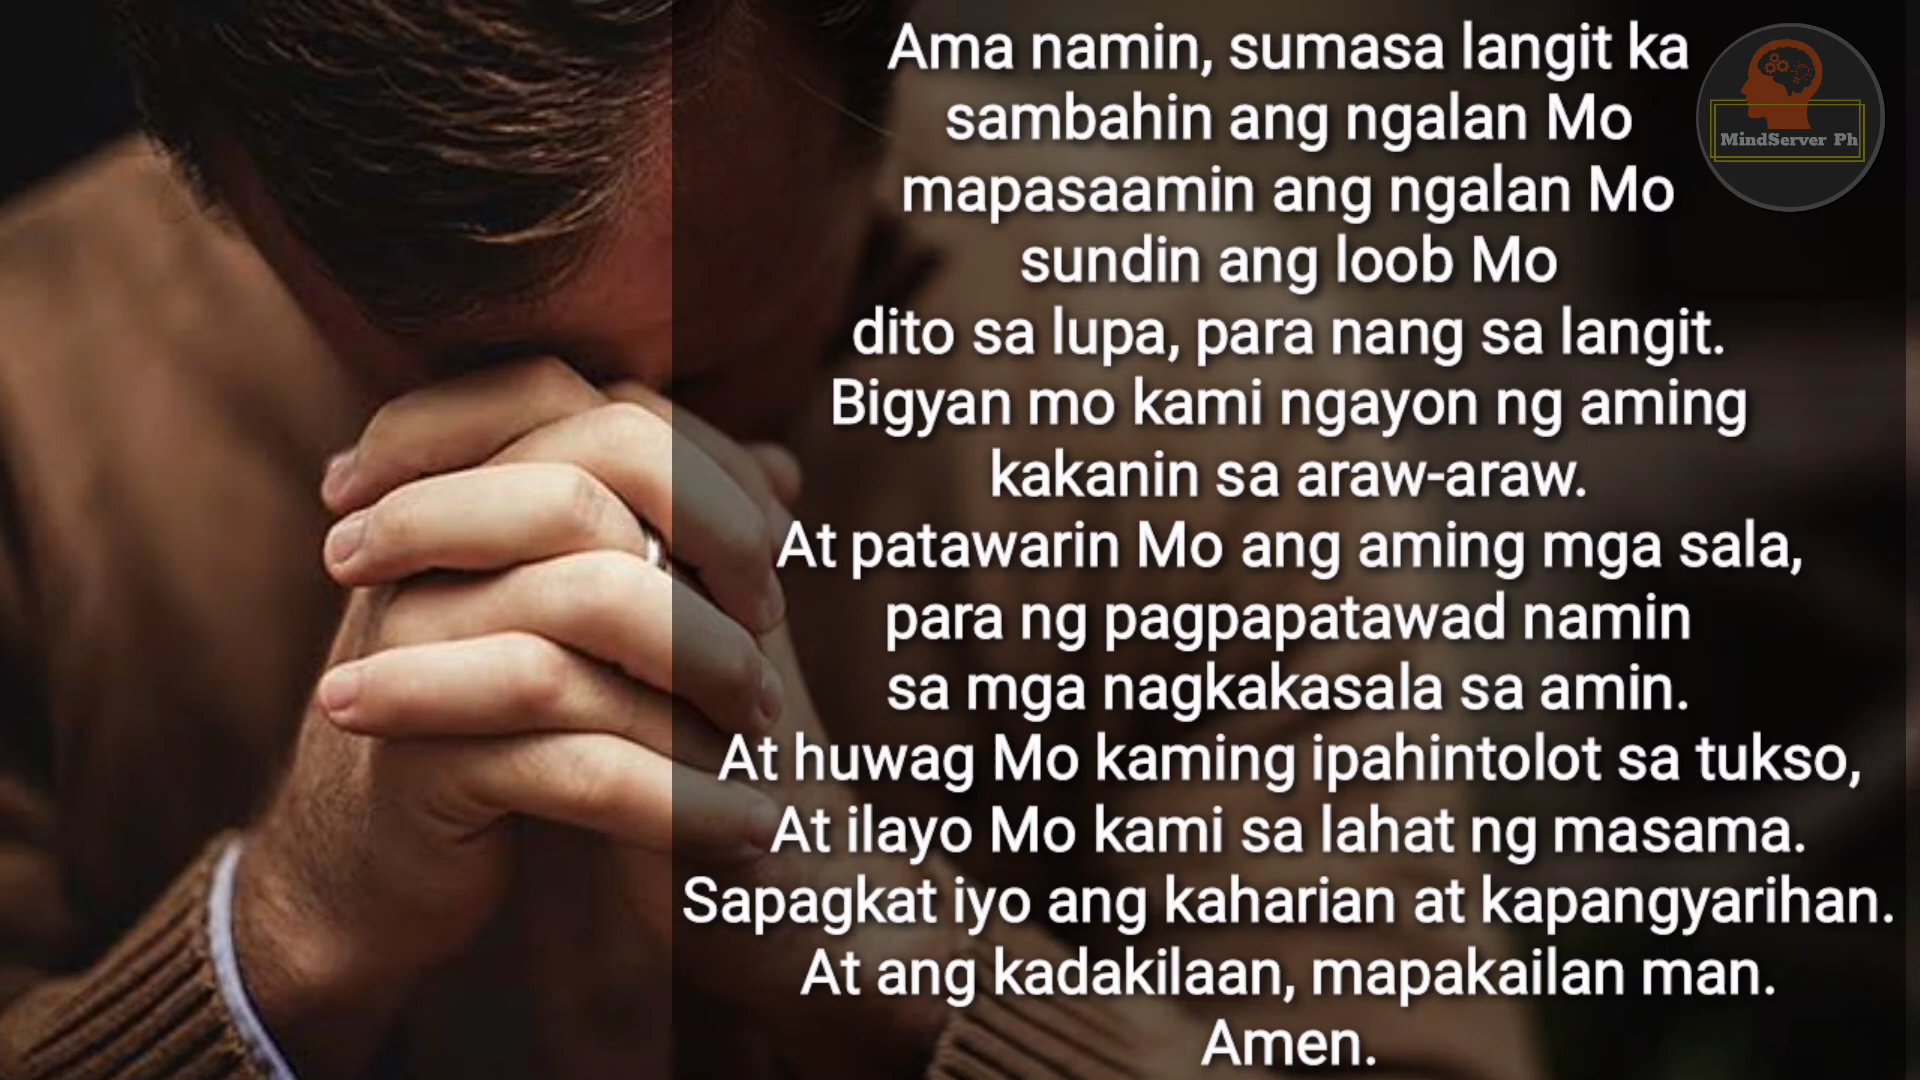 Ama namin, sumasa langit ka
sambahin ang ngalan Mo
mapasaamin ang ngalan Mo
sundin ang loob Mo
dito sa lupa, para nang sa langit.
Bigyan mo kami ngayon ng aming
kakanin sa araw-araw.
At patawarin Mo ang aming mga sala,
para ng pagpapatawad namin
sa mga nagkakasala sa amin.
At huwag Mo kaming ipahintolot sa tukso,
At ilayo Mo kami sa lahat ng masama.
Sapagkat iyo ang kaharian at kapangyarihan.
At ang kadakilaan, mapakailan man.
Amen.
MindServer Ph